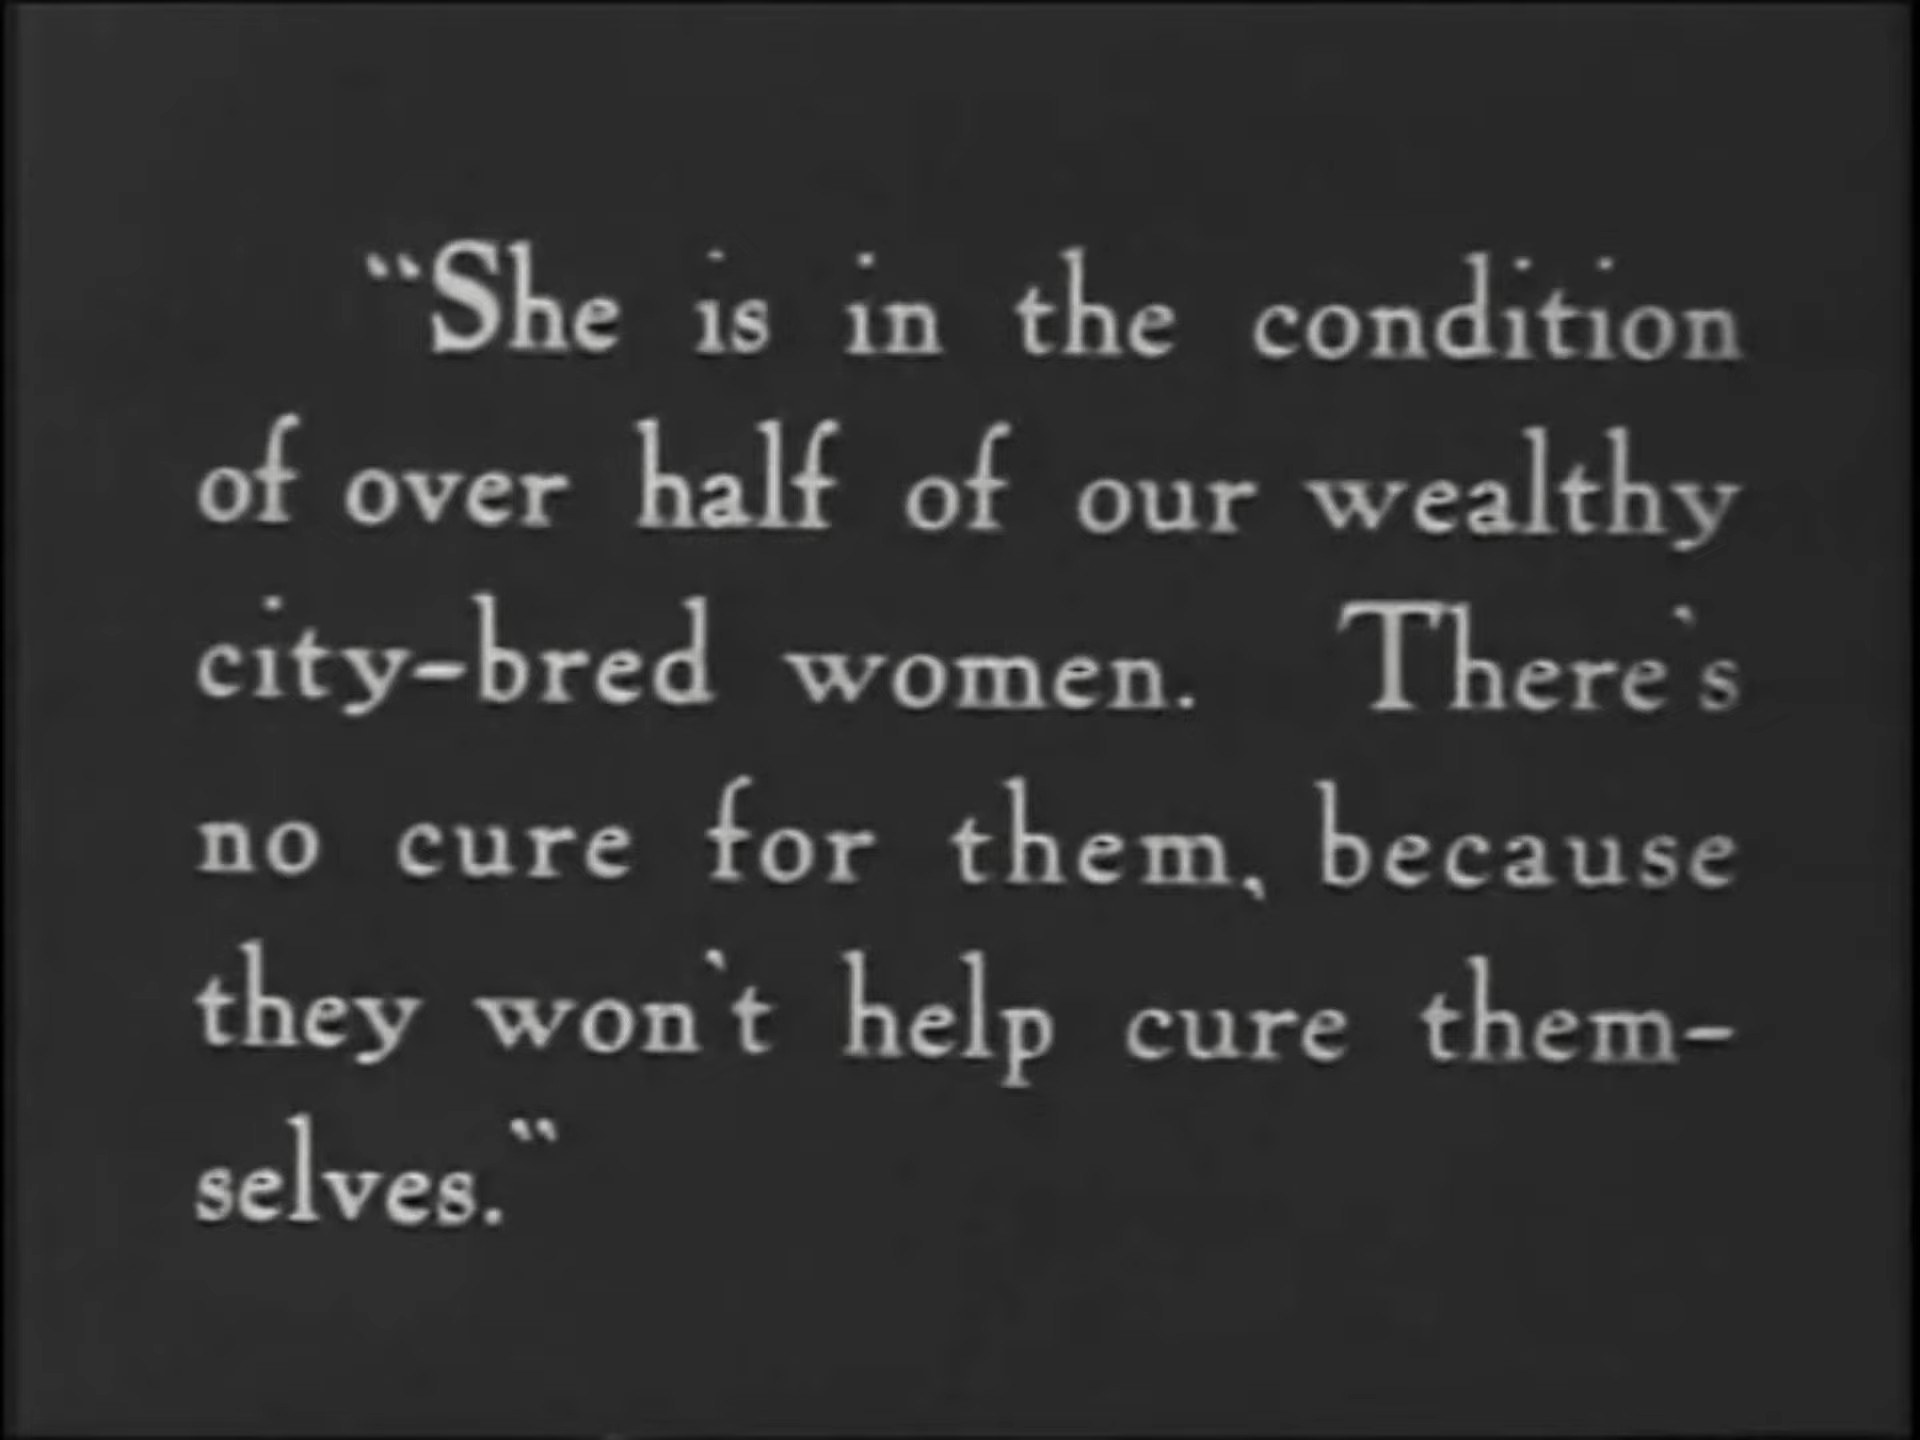 “She is in the condition
of over half of our wealthy
city-bred women. There's
no cure for them, because
they won't help cure them-
selves.”